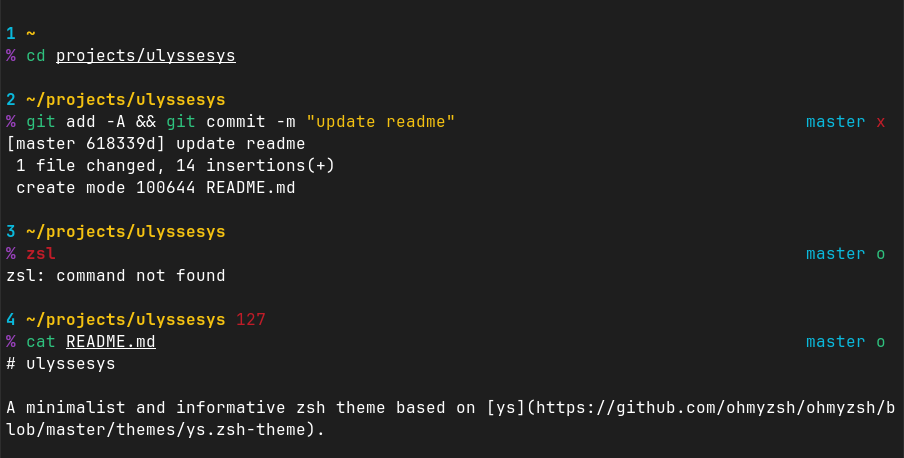 1 ~
% cd projects/ulyssesys
2 ~/projects/ulyssesys
% git add -A && git commit -m "update readme" master x
[master 618339d] update readme
1 file changed, 14 insertions(+)
create mode 100644 README.md
3 ~/projects/ulyssesys
% zsl master o
zsl: command not found
4 ~/projects/ulyssesys 127
% cat README.md master o
# ulyssesys
A minimalist and informative zsh theme based on [ys](https://github.com/ohmyzsh/ohmyzsh/b
lob/master/themes/ys.zsh-theme).